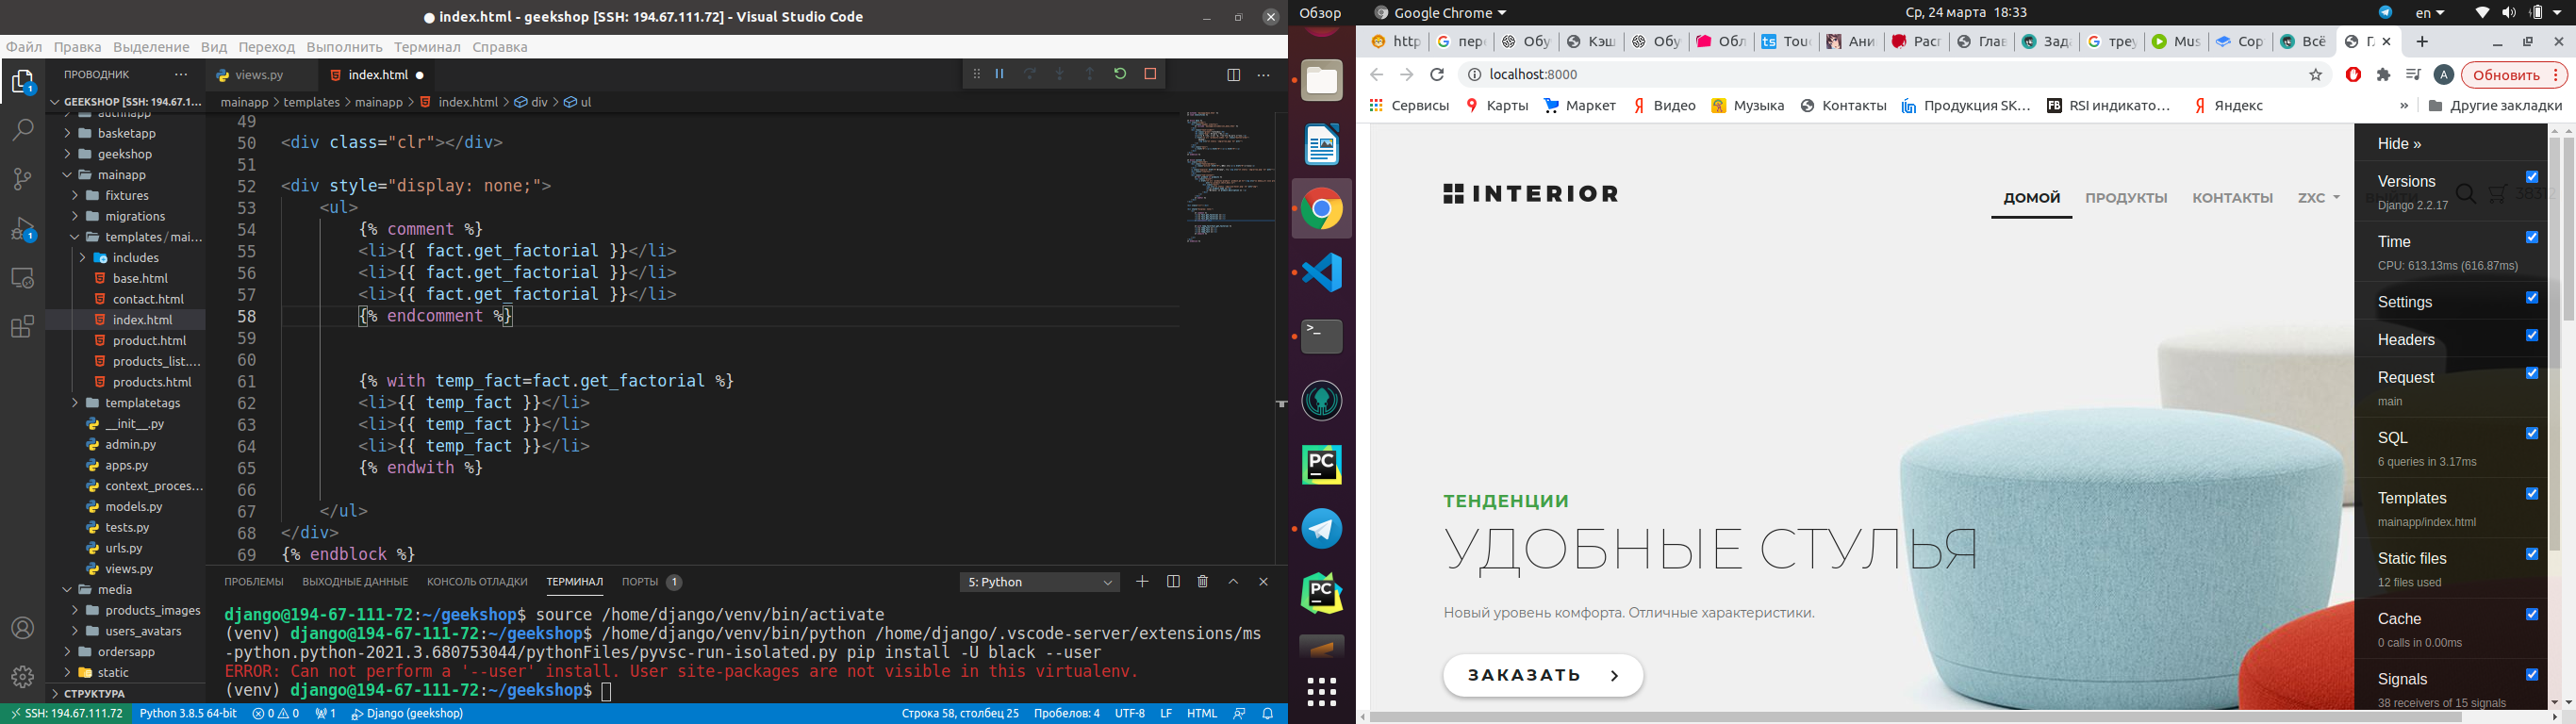 ● index.html - geekshop [SSH: 194.67.111.72] - Visual Studio Code
Файл Правка Выделение Вид Переход Выполнить Терминал Справка
ПРОВОДНИК
GEEKSHOP [SSH: 194.67.1...
authnapp
basketapp
geekshop
mainapp
fixtures
migrations
templates/mai...
includes
base.html
contact.html
index.html
product.html
products_list....
products.html
templatetags
__init__.py
admin.py
apps.py
context_proces...
models.py
tests.py
urls.py
views.py
media
products_images
users_avatars
ordersapp
static
СТРУКТУРА
views.py index.html ●
mainapp > templates > mainapp > index.html > div > ul
49
50 <div class="clr"></div>
51
52 <div style="display: none;">
53 <ul>
54 {% comment %}
55 <li>{{ fact.get_factorial }}</li>
56 <li>{{ fact.get_factorial }}</li>
57 <li>{{ fact.get_factorial }}</li>
58 {% endcomment %}
59
60
61 {% with temp_fact=fact.get_factorial %}
62 <li>{{ temp_fact }}</li>
63 <li>{{ temp_fact }}</li>
64 <li>{{ temp_fact }}</li>
65 {% endwith %}
66
67 </ul>
68 </div>
69 {% endblock %}
ПРОБЛЕМЫ ВЫХОДНЫЕ ДАННЫЕ КОНСОЛЬ ОТЛАДКИ ТЕРМИНАЛ ПОРТЫ 1 5: Python
django@194-67-111-72:~/geekshop$ source /home/django/venv/bin/activate
(venv) django@194-67-111-72:~/geekshop$ /home/django/venv/bin/python /home/django/.vscode-server/extensions/ms
-python.python-2021.3.680753044/pythonFiles/pyvsc-run-isolated.py pip install -U black --user
ERROR: Can not perform a '--user' install. User site-packages are not visible in this virtualenv.
(venv) django@194-67-111-72:~/geekshop$
SSH: 194.67.111.72 Python 3.8.5 64-bit 0 0 1 Django (geekshop) Строка 58, столбец 25 Пробелов: 4 UTF-8 LF HTML
Обзор Google Chrome Ср, 24 марта 18:33 en
http пере Обу Кэш Обу Обл Touc Ани Расп Глав Зада треу Mus Сор Всё Гл
localhost:8000 A Обновить
Сервисы Карты Маркет Видео Музыка Контакты Продукция SK... RSI индикато... Яндекс » Другие закладки
INTERIOR
ДОМОЙ ПРОДУКТЫ КОНТАКТЫ ZXC
ТЕНДЕНЦИИ
УДОБНЫЕ СТУЛЬЯ
Новый уровень комфорта. Отличные характеристики.
ЗАКАЗАТЬ
Hide »
Versions
Django 2.2.17
Time
CPU: 613.13ms (616.87ms)
Settings
Headers
Request
main
SQL
6 queries in 3.17ms
Templates
mainapp/index.html
Static files
12 files used
Cache
0 calls in 0.00ms
Signals
38 receivers of 15 signals